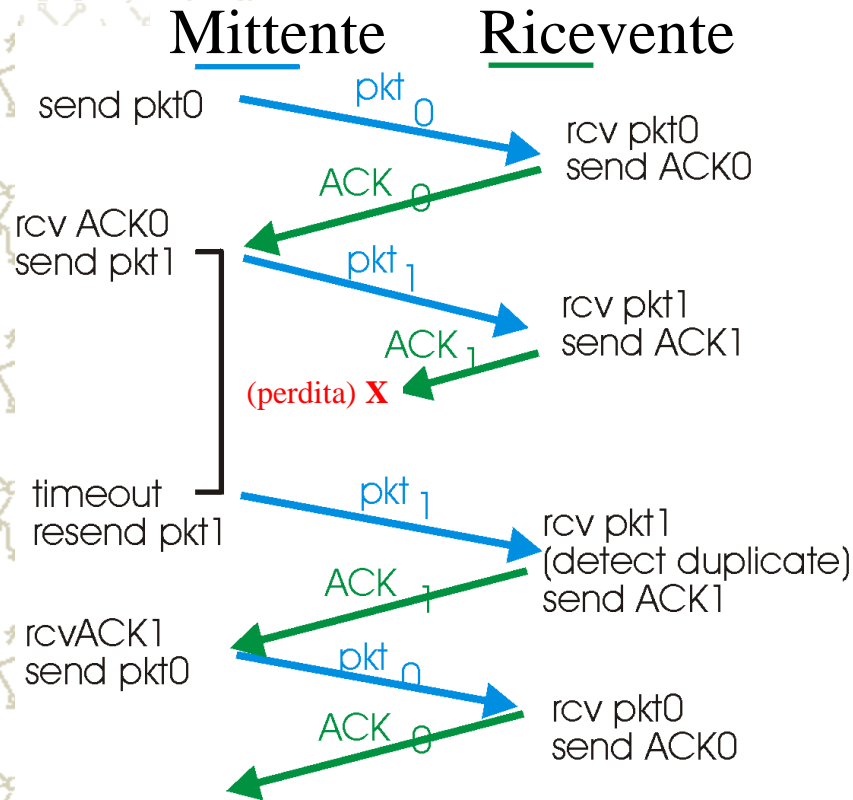 Mittente
Ricevente
send pkt0
pkt 0
rcv pkt0
send ACK0
ACK 0
rcv ACK0
send pkt1
pkt 1
rcv pkt1
send ACK1
ACK 1
(perdita) X
timeout
resend pkt1
pkt 1
rcv pkt1
(detect duplicate)
send ACK1
ACK 1
rcvACK1
send pkt0
pkt 0
rcv pkt0
send ACK0
ACK 0